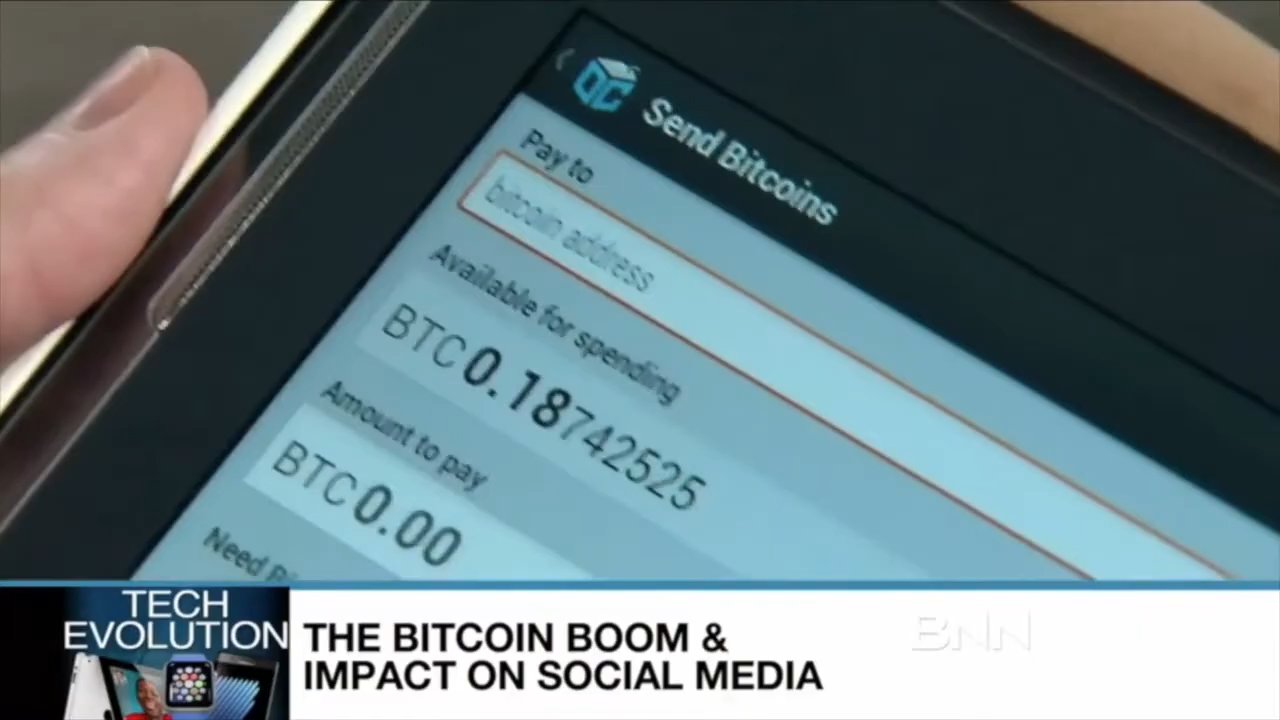 Send Bitcoins
Pay to
bitcoin address
Available for spending
BTC 0.18742525
Amount to pay
BTC 0.00
Need
TECH
EVOLUTION
THE BITCOIN BOOM &
IMPACT ON SOCIAL MEDIA
BNN